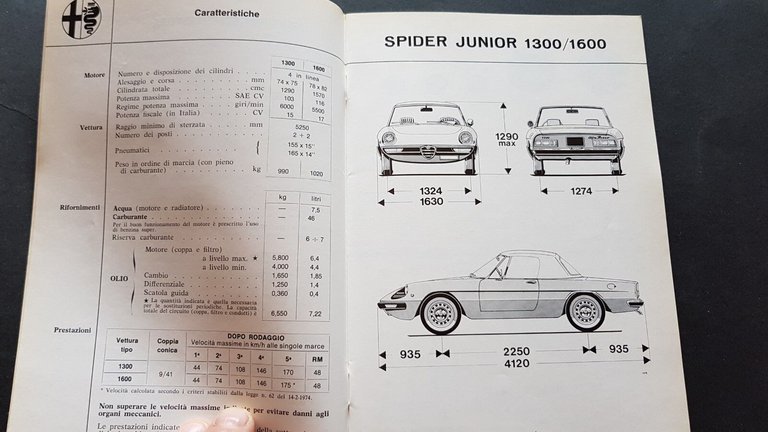 Caratteristiche
1300 1600
Motore
Numero e disposizione dei cilindri 4 in linea
Alesaggio e corsa mm 74 x 75 78 x 82
Cilindrata totale cmc 1290 1570
Potenza massima SAE CV 103 116
Regime potenza massima giri/min 6000 5500
Potenza fiscale (in Italia) CV 15 17
Vettura
Raggio minimo di sterzata mm 5250
Numero dei posti 2 + 2
Pneumatici { 155 x 15"
165 x 14"
Peso in ordine di marcia (con pieno
di carburante) kg 990 1020
kg litri
Rifornimenti
Acqua (motore e radiatore) — 7,5
Carburante — 46
Per il buon funzionamento del motore è prescritto l'uso
di benzina super.
Riserva carburante — 6 ÷ 7
OLIO
Motore (coppa e filtro)
a livello max. ★ 5,800 6,4
a livello min. 4,000 4,4
Cambio 1,650 1,85
Differenziale 1,250 1,4
Scatola guida 0,360 0,4
★ La quantità indicata è quella necessaria
per le sostituzioni periodiche. La capacità
totale del circuito (coppa, filtro e condotti) è 6,550 7,22
Prestazioni
Vettura tipo
Coppia conica
DOPO RODAGGIO
Velocità massime in km/h alle singole marce
1ª 2ª 3ª 4ª 5ª RM
1300 9/41 44 74 108 146 170 48
1600 44 74 108 146 175* 48
* Velocità calcolata secondo i criteri stabiliti dalla legge n. 62 del 14-2-1974.
Non superare le velocità massime per evitare danni agli
organi meccanici.
Le prestazioni indicate della
SPIDER JUNIOR 1300/1600
1290
max
1324
1630
1274
935 2250 935
4120